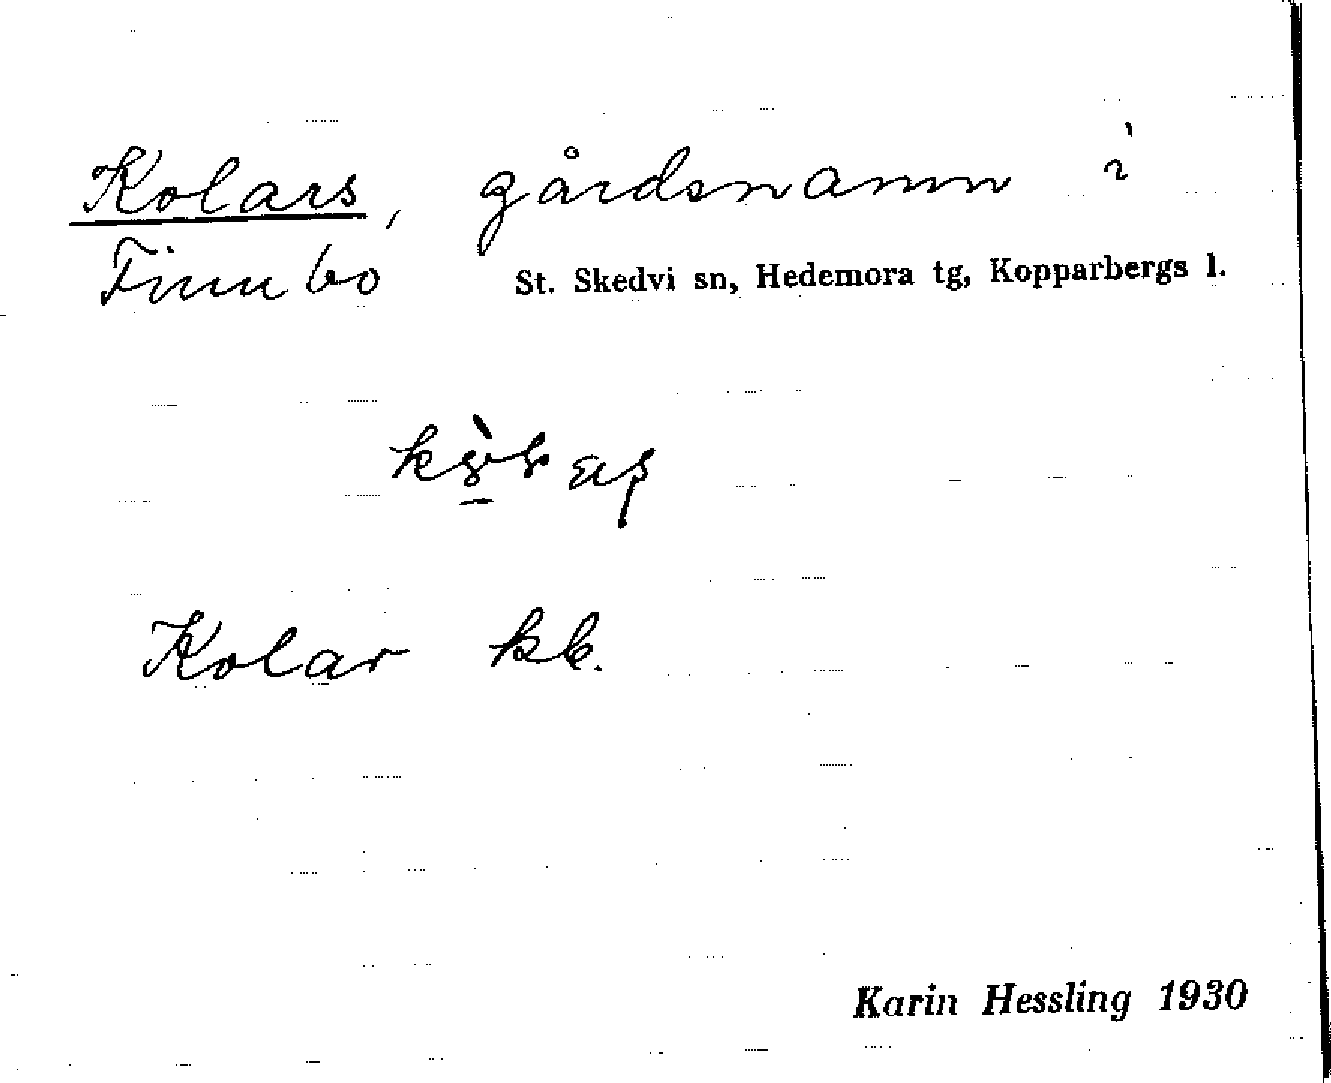 Kolars, gårdsnamn i
Finnbo St. Skedvi sn, Hedemora tg, Kopparbergs l.
Kolar kk.
Karin Hessling 1930